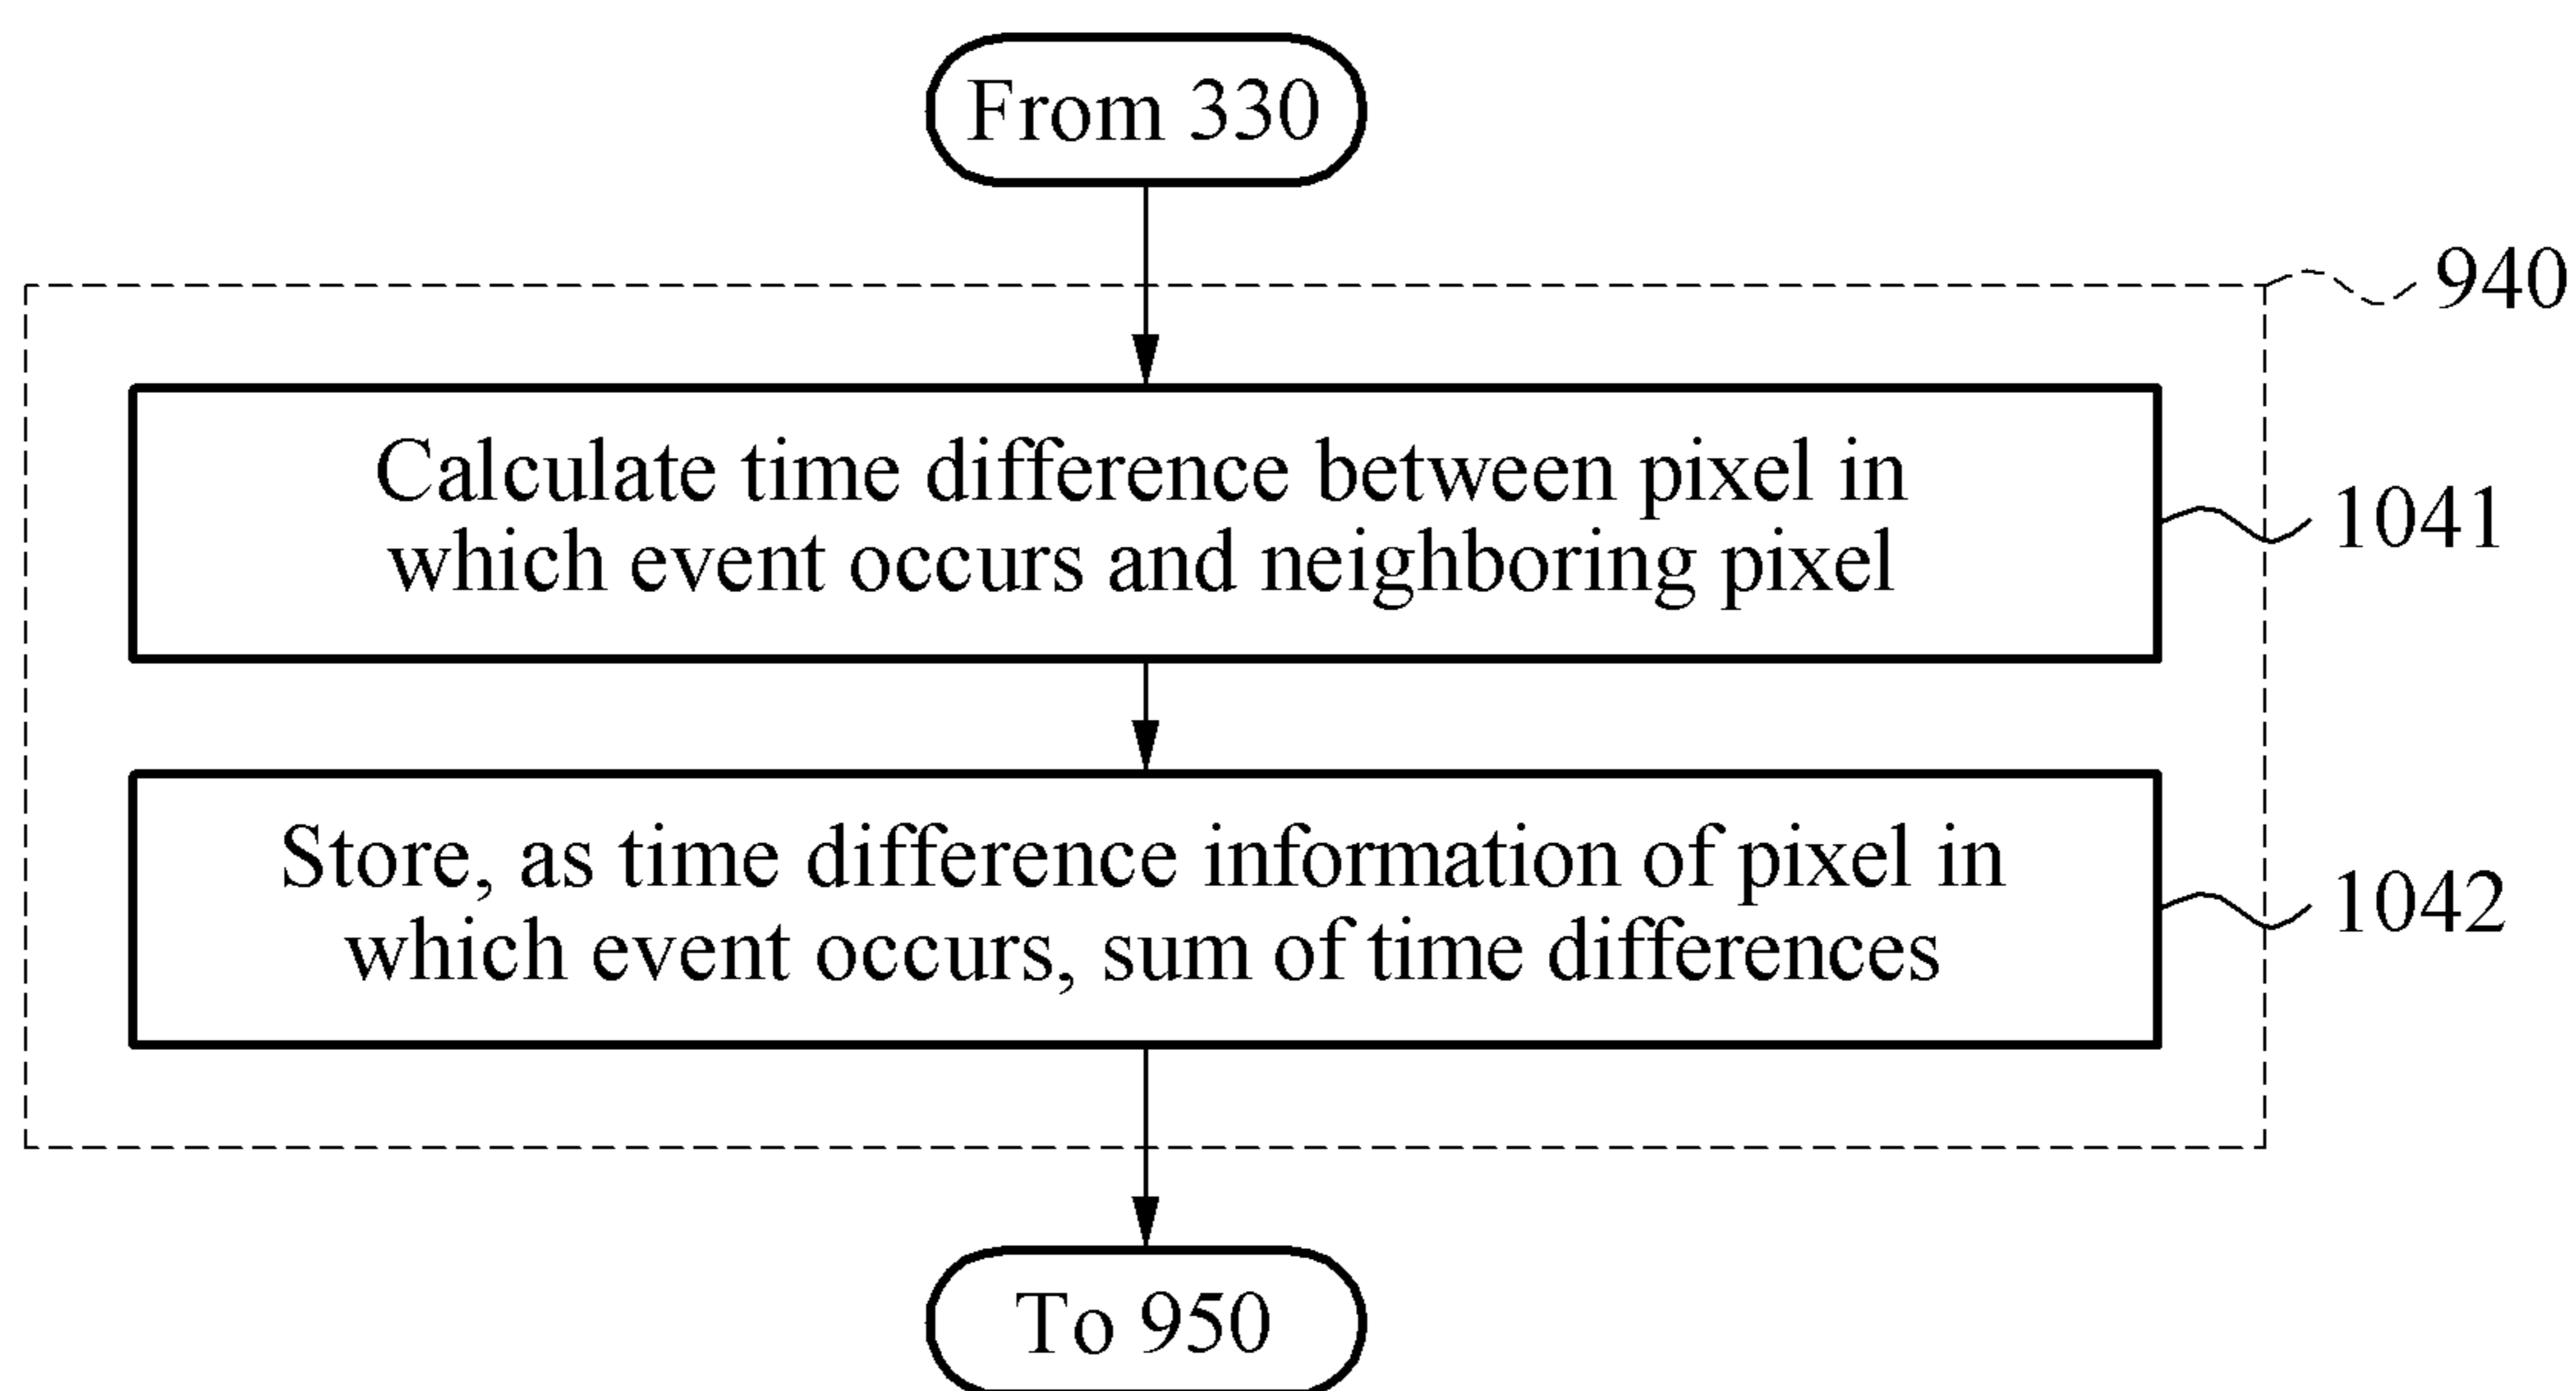 From 330
940
Calculate time difference between pixel in
which event occurs and neighboring pixel
1041
Store, as time difference information of pixel in
which event occurs, sum of time differences
1042
To 950